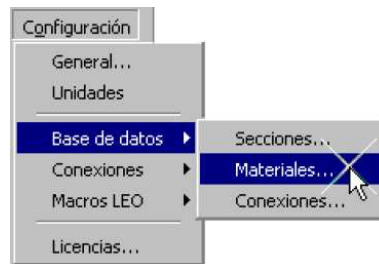 Configuración
General...
Unidades
Base de datos
Conexiones
Macros LEO
Licencias...
Secciones...
Materiales...
Conexiones...